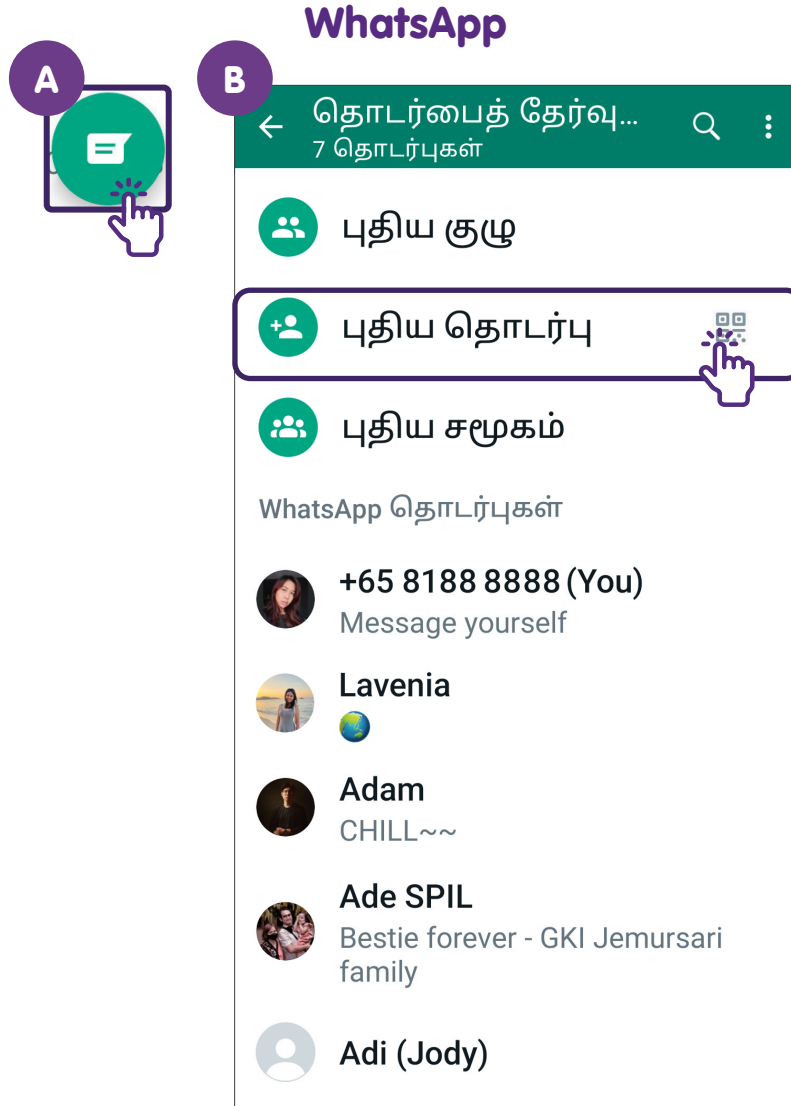 WhatsApp
A
B
தொடர்பைத் தேர்வு...
7 தொடர்புகள்
புதிய குழு
புதிய தொடர்பு
புதிய சமூகம்
WhatsApp தொடர்புகள்
+65 8188 8888 (You)
Message yourself
Lavenia
🌏
Adam
CHILL~~
Ade SPIL
Bestie forever - GKI Jemursari
family
Adi (Jody)